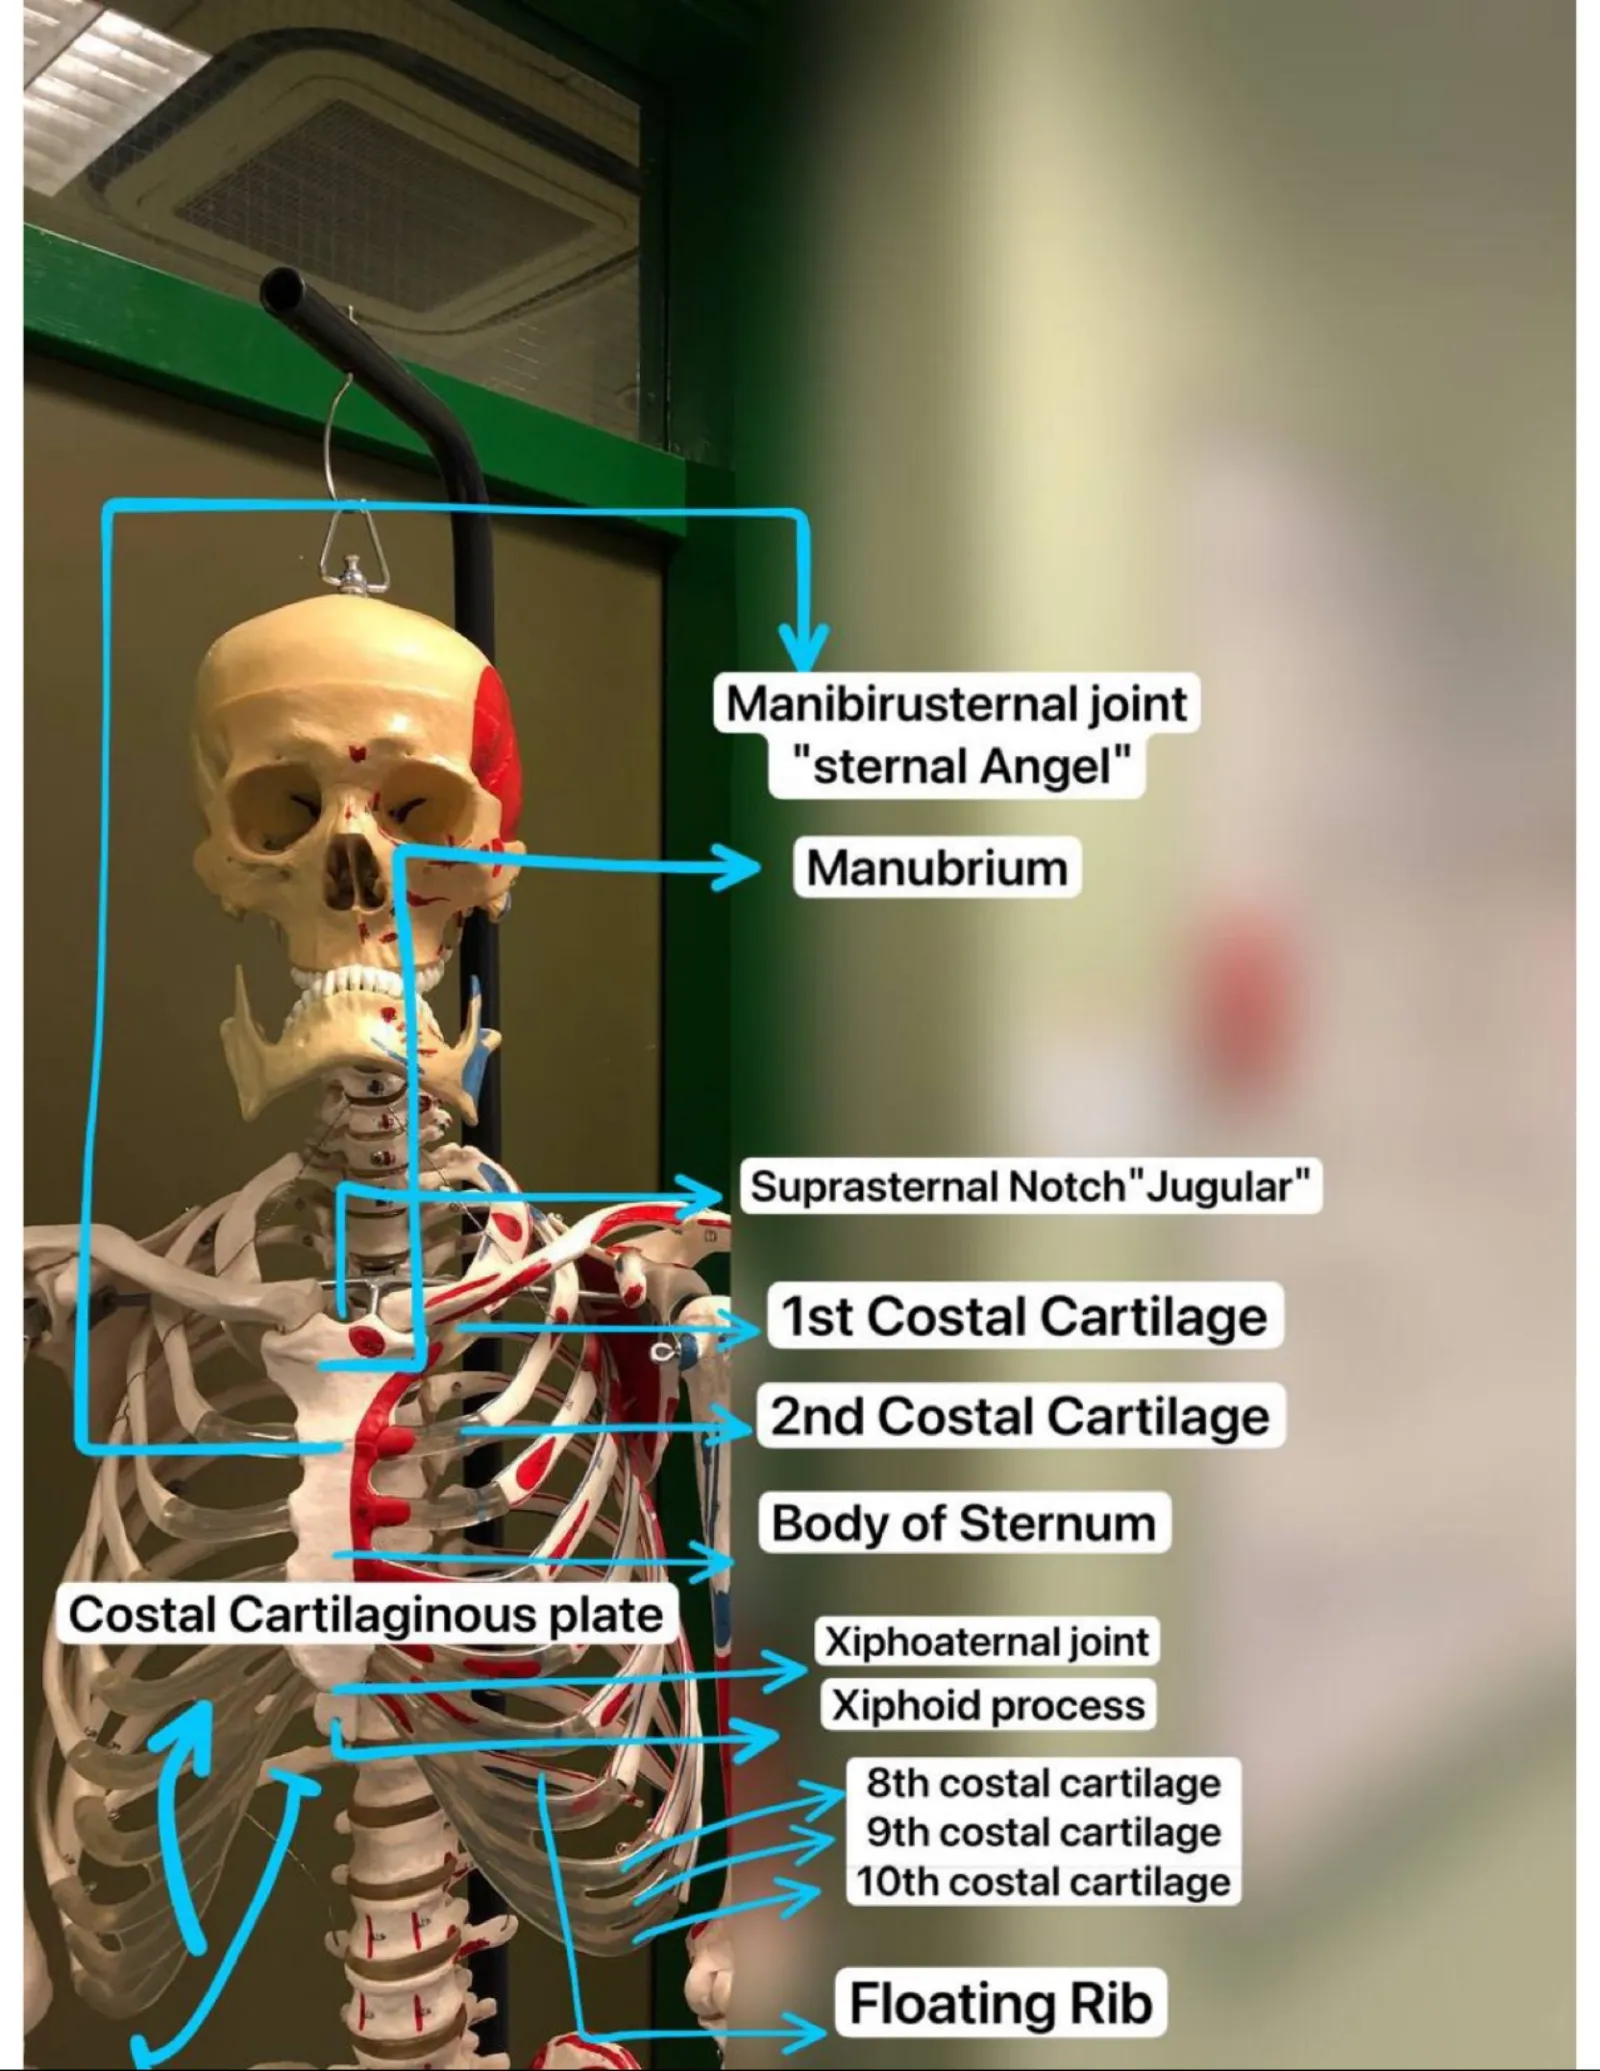 Manibirusternal joint
"sternal Angel"
Manubrium
Suprasternal Notch"Jugular"
1st Costal Cartilage
2nd Costal Cartilage
Body of Sternum
Costal Cartilaginous plate
Xiphoaternal joint
Xiphoid process
8th costal cartilage
9th costal cartilage
10th costal cartilage
Floating Rib